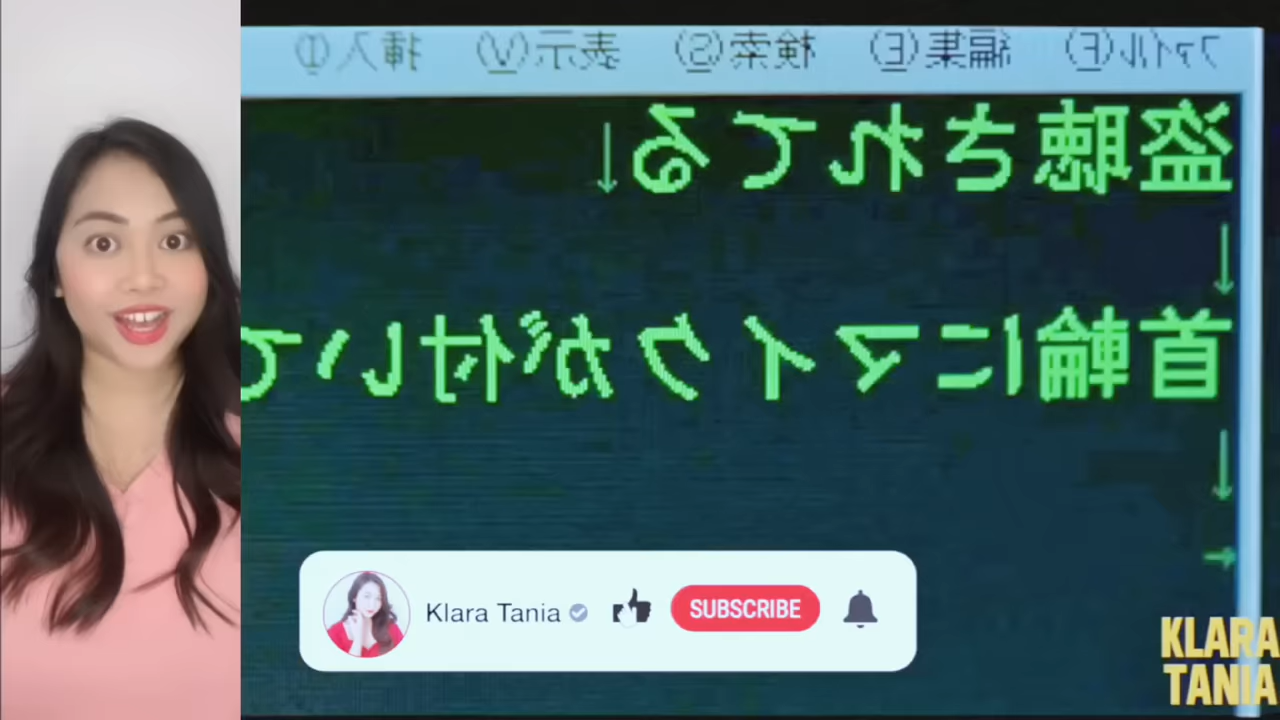 ファイル(F) 編集(E) 検索(S) 表示(V) 挿入(I)
盗聴されてる↓
↓
首輪にマイクが付いて
↓
←
Klara Tania
SUBSCRIBE
KLARA
TANIA